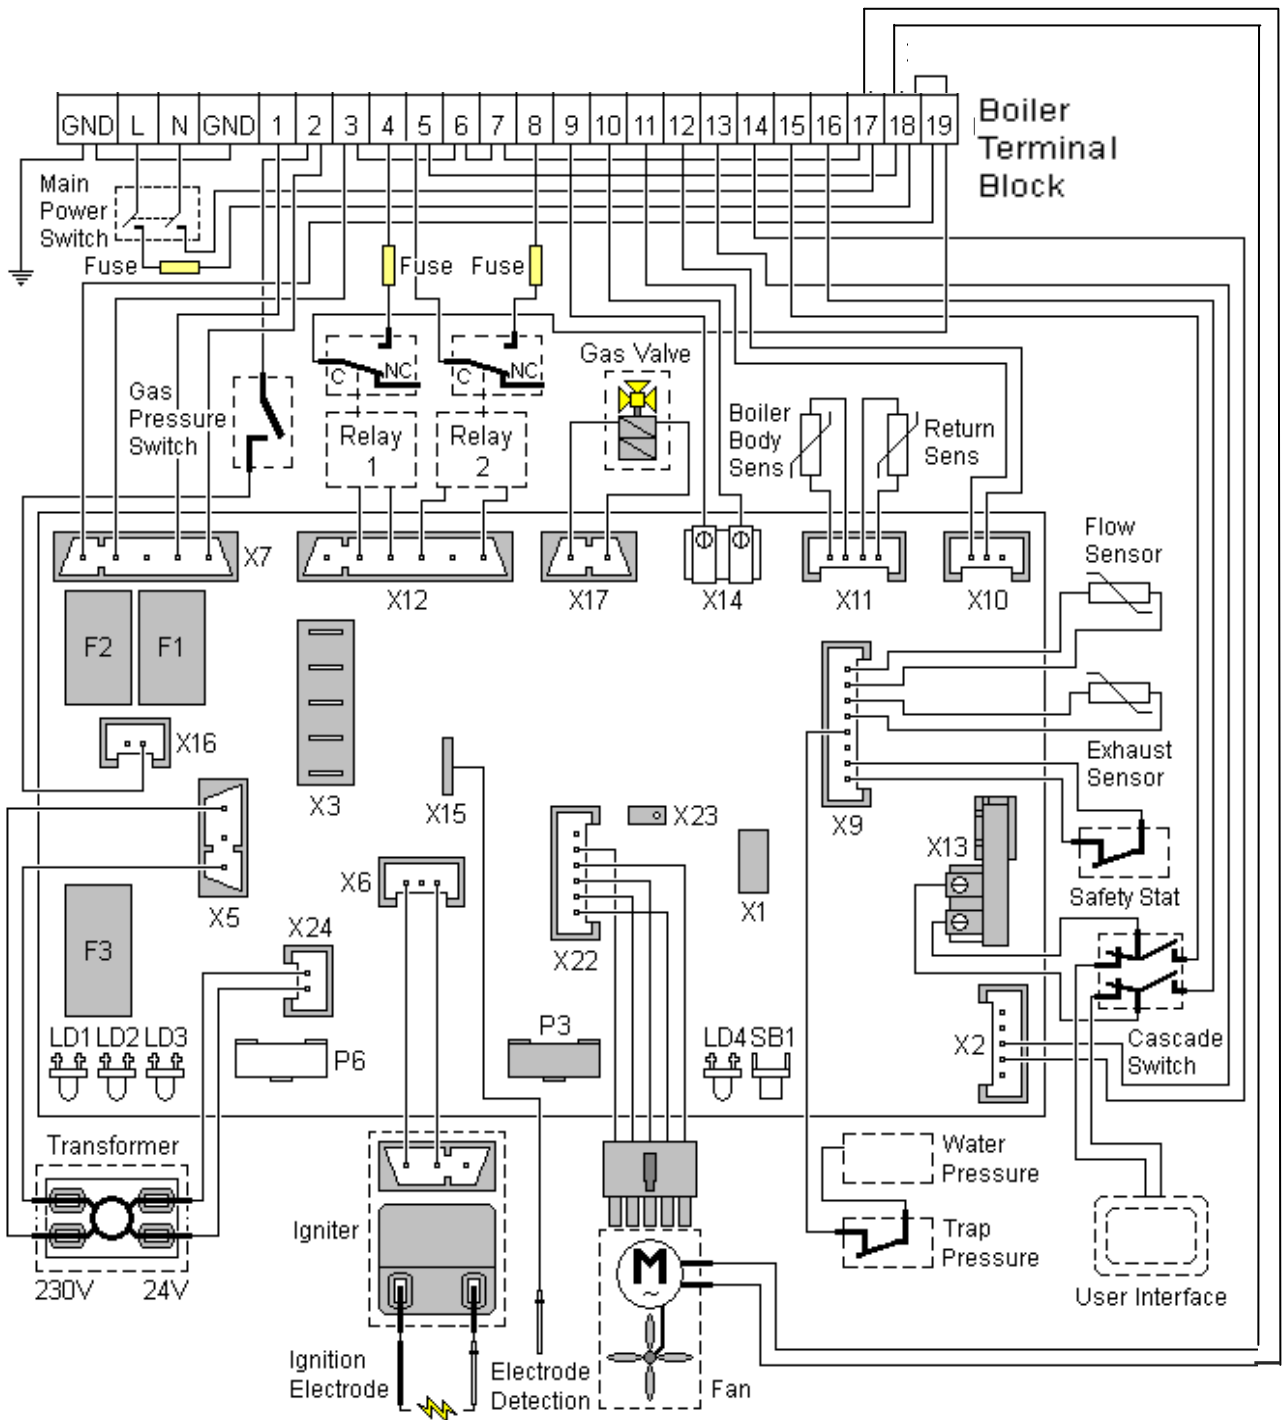 GND L N GND 1 2 3 4 5 6 7 8 9 10 11 12 13 14 15 16 17 18 19
Boiler
Terminal
Block
Main
Power
Switch
Fuse
Fuse
Fuse
C
NC
C
NC
Gas Valve
Gas
Pressure
Switch
Relay
1
Relay
2
Boiler
Body
Sens
Return
Sens
X7
X12
X17
X14
X11
X10
Flow
Sensor
F2
F1
X16
X3
X15
X5
X6
X23
X1
X9
Exhaust
Sensor
X13
Safety Stat
F3
X24
X22
X2
Cascade
Switch
LD1
LD2
LD3
P6
P3
LD4
SB1
Transformer
230V
24V
Igniter
Ignition
Electrode
Electrode
Detection
M
~
Fan
Water
Pressure
Trap
Pressure
User Interface